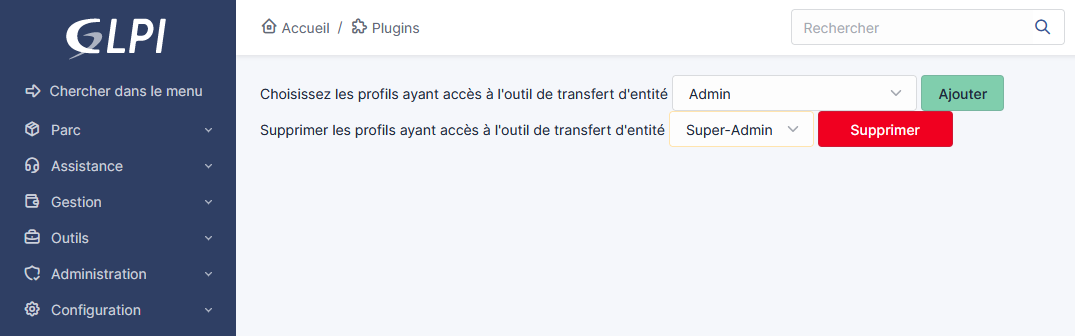 GLPI
Accueil / Plugins
Rechercher
Chercher dans le menu
Parc
Assistance
Gestion
Outils
Administration
Configuration
Choisissez les profils ayant accès à l'outil de transfert d'entité Admin Ajouter
Supprimer les profils ayant accès à l'outil de transfert d'entité Super-Admin Supprimer